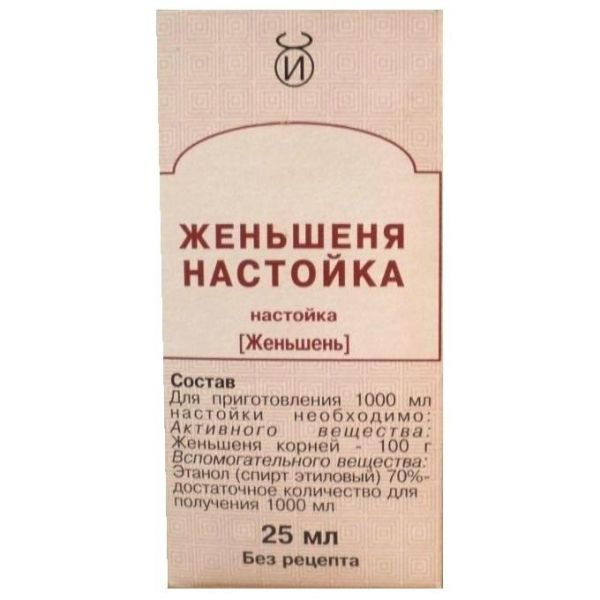 И
ЖЕНЬШЕНЯ
НАСТОЙКА
настойка
[Женьшень]
Состав
Для приготовления 1000 мл
настойки необходимо:
Активного вещества:
Женьшеня корней - 100 г
Вспомогательного вещества:
Этанол (спирт этиловый) 70%-
достаточное количество для
получения 1000 мл
25 мл
Без рецепта